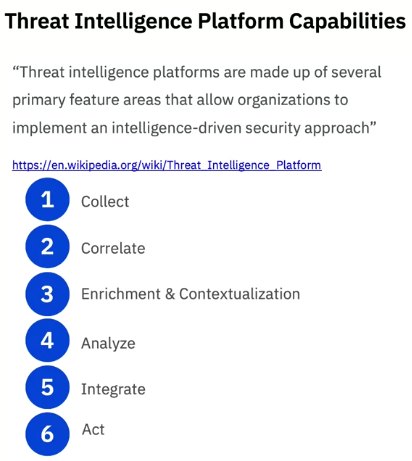 Threat Intelligence Platform Capabilities
“Threat intelligence platforms are made up of several
primary feature areas that allow organizations to
implement an intelligence-driven security approach”
https://en.wikipedia.org/wiki/Threat_Intelligence_Platform
1 Collect
2 Correlate
3 Enrichment & Contextualization
4 Analyze
5 Integrate
6 Act